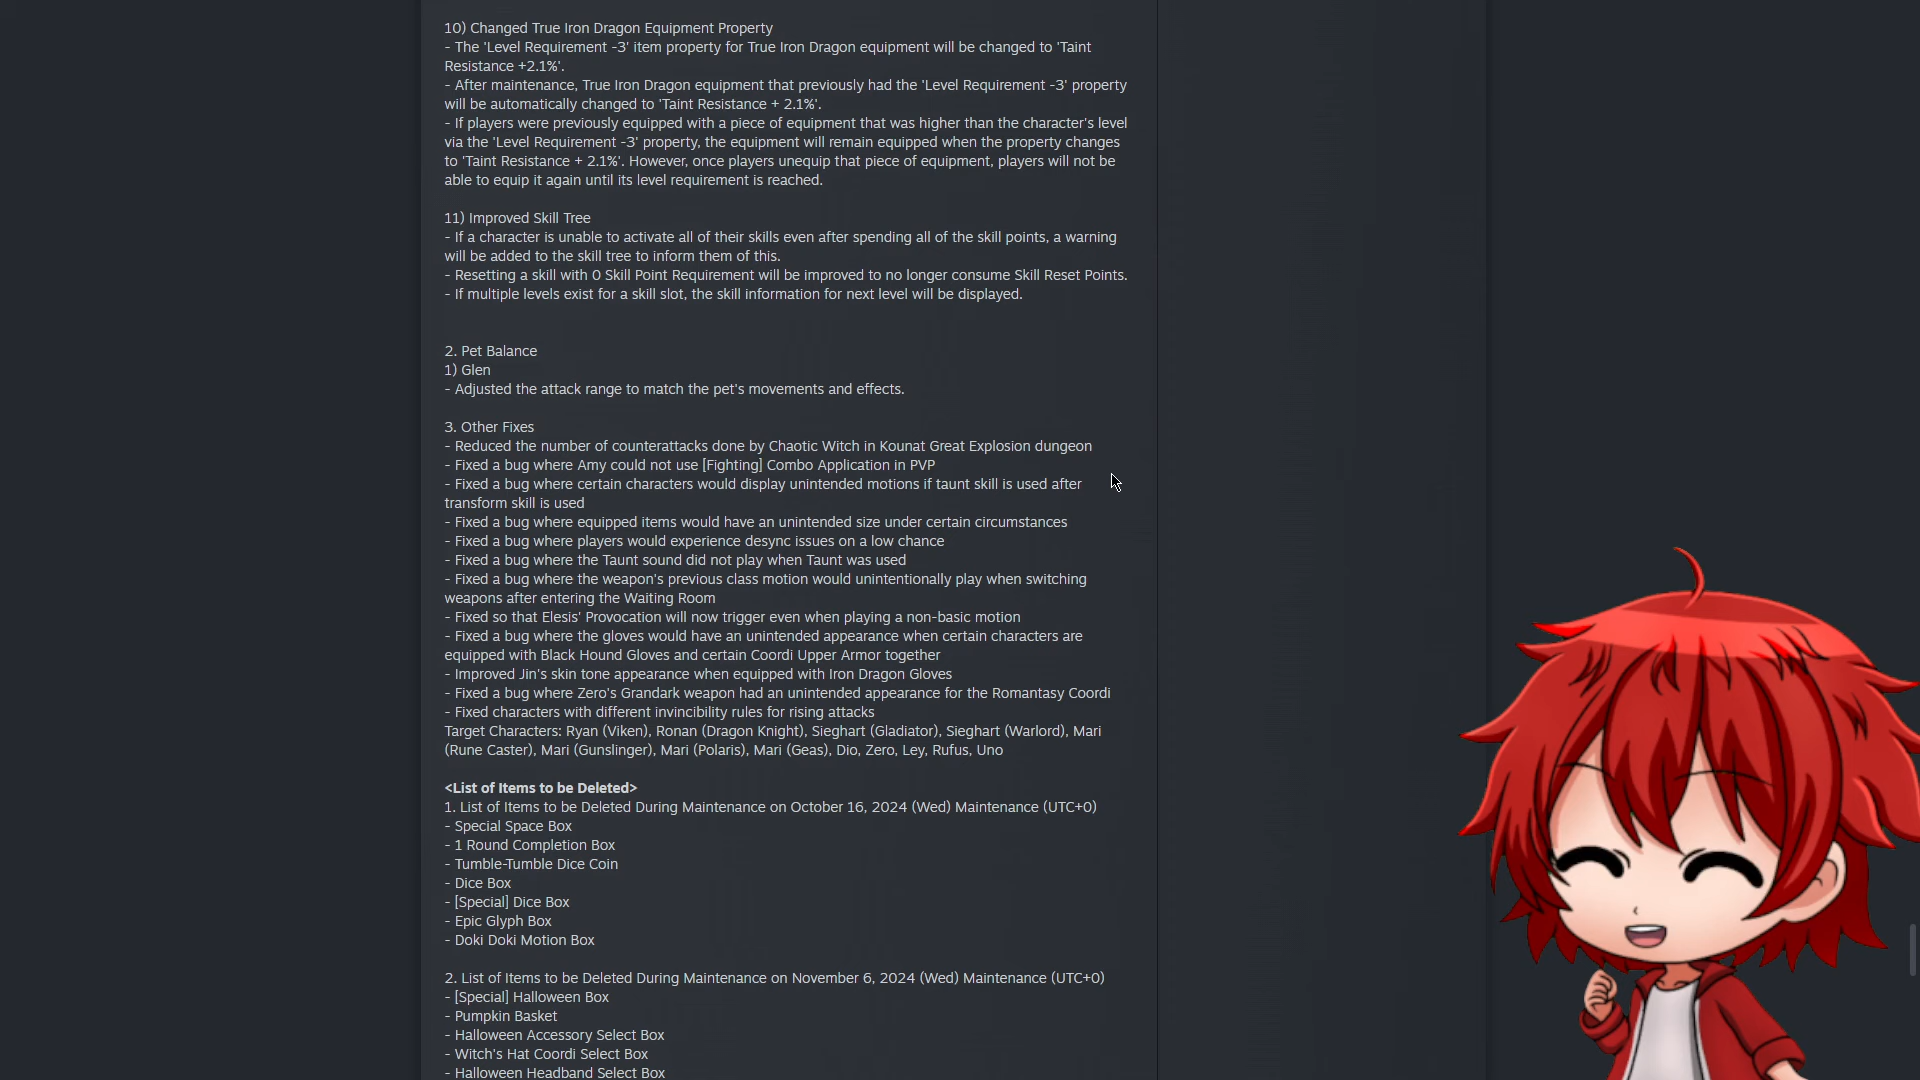 10) Changed True Iron Dragon Equipment Property
- The 'Level Requirement -3' item property for True Iron Dragon equipment will be changed to 'Taint
Resistance +2.1%'.
- After maintenance, True Iron Dragon equipment that previously had the 'Level Requirement -3' property
will be automatically changed to 'Taint Resistance + 2.1%'.
- If players were previously equipped with a piece of equipment that was higher than the character's level
via the 'Level Requirement -3' property, the equipment will remain equipped when the property changes
to 'Taint Resistance + 2.1%'. However, once players unequip that piece of equipment, players will not be
able to equip it again until its level requirement is reached.
11) Improved Skill Tree
- If a character is unable to activate all of their skills even after spending all of the skill points, a warning
will be added to the skill tree to inform them of this.
- Resetting a skill with 0 Skill Point Requirement will be improved to no longer consume Skill Reset Points.
- If multiple levels exist for a skill slot, the skill information for next level will be displayed.
2. Pet Balance
1) Glen
- Adjusted the attack range to match the pet's movements and effects.
3. Other Fixes
- Reduced the number of counterattacks done by Chaotic Witch in Kounat Great Explosion dungeon
- Fixed a bug where Amy could not use [Fighting] Combo Application in PVP
- Fixed a bug where certain characters would display unintended motions if taunt skill is used after
transform skill is used
- Fixed a bug where equipped items would have an unintended size under certain circumstances
- Fixed a bug where players would experience desync issues on a low chance
- Fixed a bug where the Taunt sound did not play when Taunt was used
- Fixed a bug where the weapon's previous class motion would unintentionally play when switching
weapons after entering the Waiting Room
- Fixed so that Elesis' Provocation will now trigger even when playing a non-basic motion
- Fixed a bug where the gloves would have an unintended appearance when certain characters are
equipped with Black Hound Gloves and certain Coordi Upper Armor together
- Improved Jin's skin tone appearance when equipped with Iron Dragon Gloves
- Fixed a bug where Zero's Grandark weapon had an unintended appearance for the Romantasy Coordi
- Fixed characters with different invincibility rules for rising attacks
Target Characters: Ryan (Viken), Ronan (Dragon Knight), Sieghart (Gladiator), Sieghart (Warlord), Mari
(Rune Caster), Mari (Gunslinger), Mari (Polaris), Mari (Geas), Dio, Zero, Ley, Rufus, Uno
<List of Items to be Deleted>
1. List of Items to be Deleted During Maintenance on October 16, 2024 (Wed) Maintenance (UTC+0)
- Special Space Box
- 1 Round Completion Box
- Tumble-Tumble Dice Coin
- Dice Box
- [Special] Dice Box
- Epic Glyph Box
- Doki Doki Motion Box
2. List of Items to be Deleted During Maintenance on November 6, 2024 (Wed) Maintenance (UTC+0)
- [Special] Halloween Box
- Pumpkin Basket
- Halloween Accessory Select Box
- Witch's Hat Coordi Select Box
- Halloween Headband Select Box